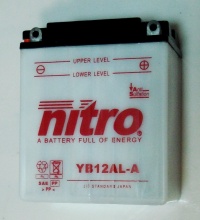 UPPER LEVEL
LOWER LEVEL
nitro
A BATTERY FULL OF ENERGY
YB12AL-A